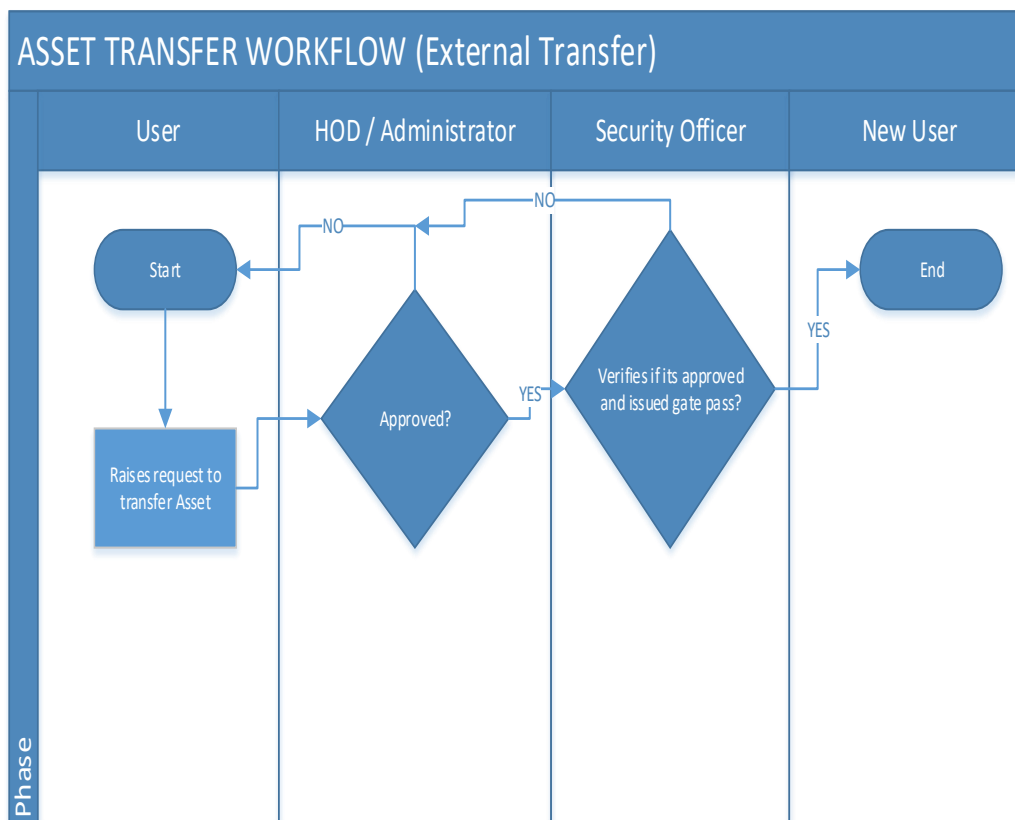 ASSET TRANSFER WORKFLOW (External Transfer)
User
HOD / Administrator
Security Officer
New User
NO
NO
Start
End
YES
Verifies if its approved
and issued gate pass?
YES
Approved?
Raises request to
transfer Asset
Phase